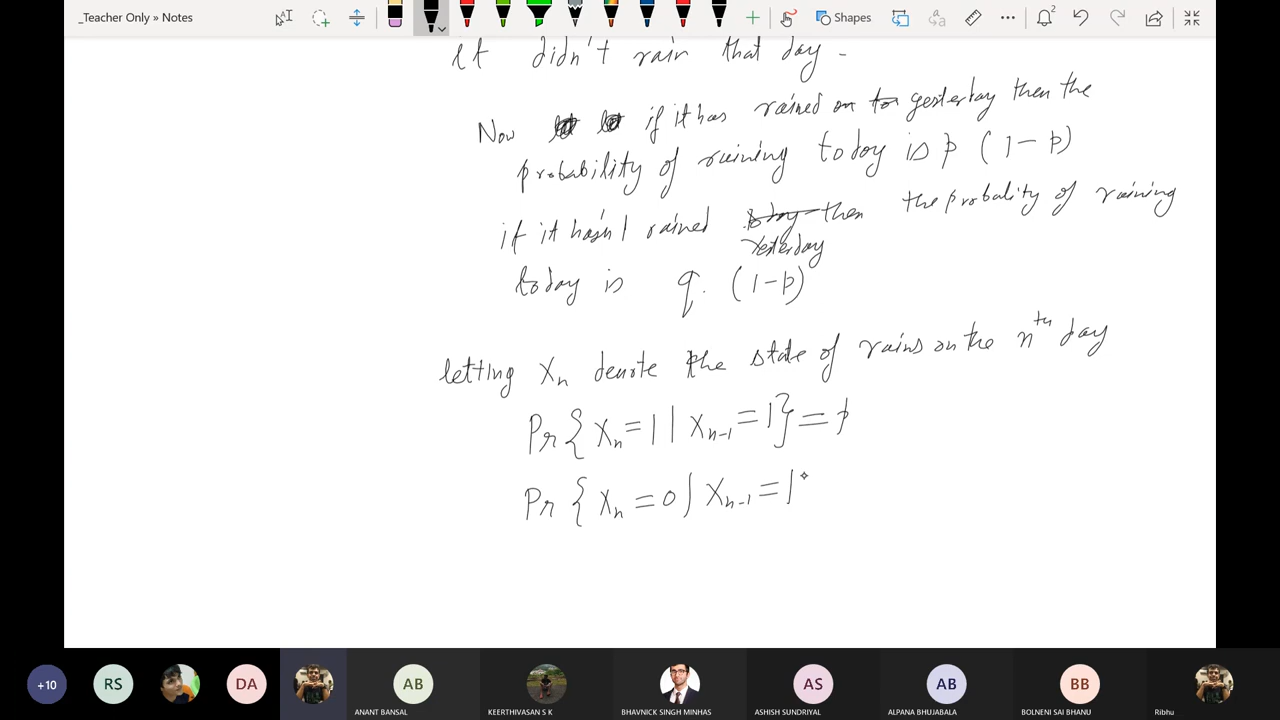 _Teacher Only » Notes
Shapes
2
It didn't rain that day -
Now if it has rained on to yesterday then the
probability of raining today is p (1-p)
if it hasn't rained then the probality of raining
Yesterday
today is q. (1-p)
letting Xn denote the state of rains on the nth day
Pr{Xn=1|Xn-1=1}=p
Pr{Xn=0|Xn-1=1
+10
RS
DA
AB
AS
AB
BB
ANANT BANSAL
KEERTHIVASAN S K
BHAVNICK SINGH MINHAS
ASHISH SUNDRIYAL
ALPANA BHUJABALA
BOLNENI SAI BHANU
Ribhu